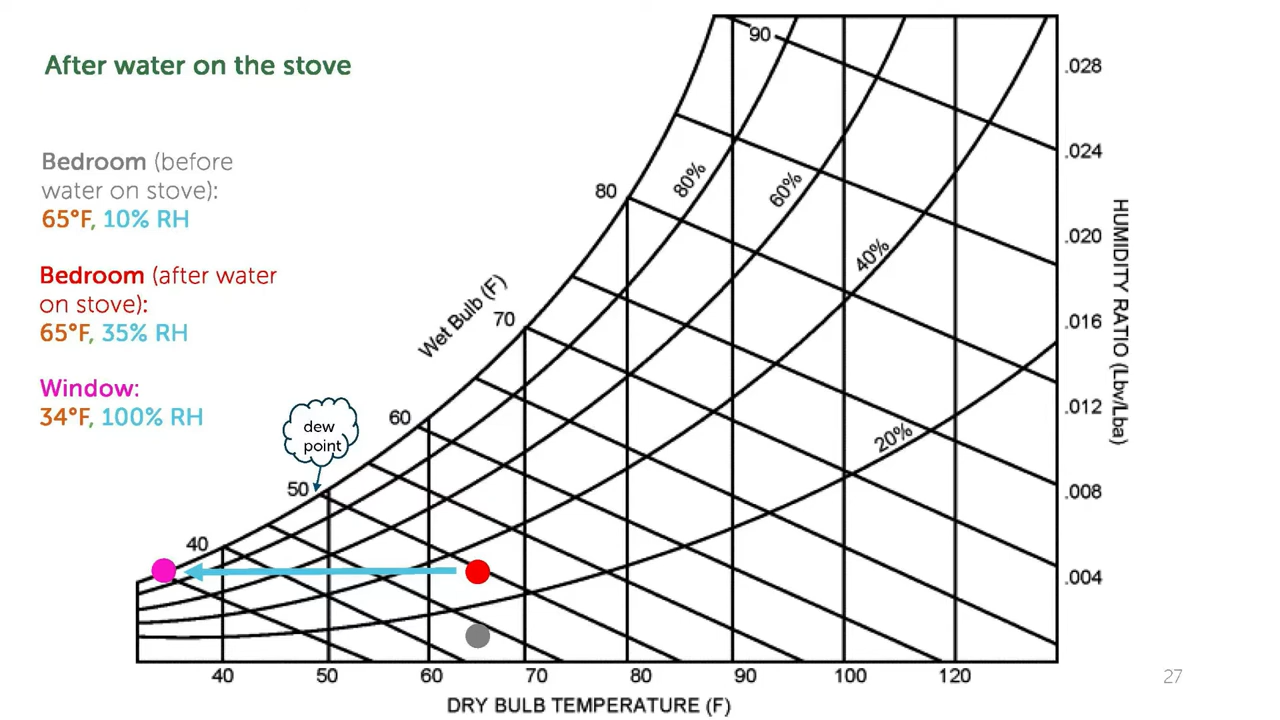 After water on the stove
Bedroom (before
water on stove):
65°F, 10% RH
Bedroom (after water
on stove):
65°F, 35% RH
Window:
34°F, 100% RH
dew
point
Wet Bulb (F)
40
50
60
70
80
90
80%
60%
40%
20%
.028
.024
.020
.016
.012
.008
.004
HUMIDITY RATIO (Lbv/Lba)
40 50 60 70 80 90 100 120
DRY BULB TEMPERATURE (F)
27